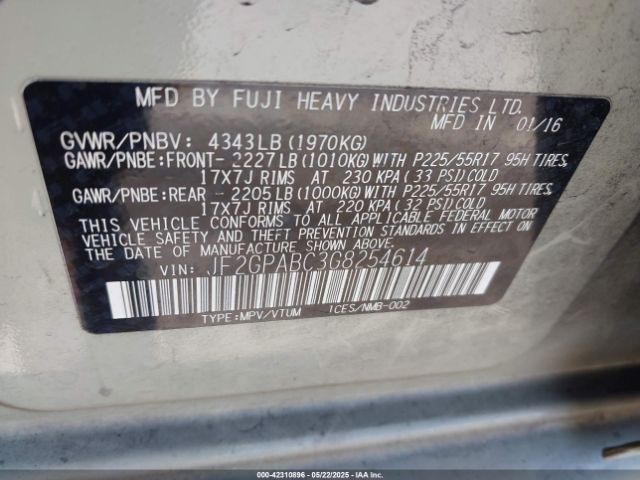 MFD BY FUJI HEAVY INDUSTRIES LTD.
MFD IN 01/16
GVWR/PNBV: 4343LB (1970KG)
GAWR/PNBE:FRONT- 2227LB (1010KG) WITH P225/55R17 95H TIRES,
17X7J RIMS AT 230 KPA (33 PSI) COLD
GAWR/PNBE:REAR - 2205LB (1000KG) WITH P225/55R17 95H TIRES,
17X7J RIMS AT 220 KPA (32 PSI) COLD
THIS VEHICLE CONFORMS TO ALL APPLICABLE FEDERAL MOTOR
VEHICLE SAFETY AND THEFT PREVENTION STANDARDS IN EFFECT
ON THE DATE OF MANUFACTURE SHOWN ABOVE.
VIN: JF2GPABC3G8254614
TYPE:MPV/VTUM ICES/NMB-002
000-42310896 - 05/22/2025 - IAAI.COM